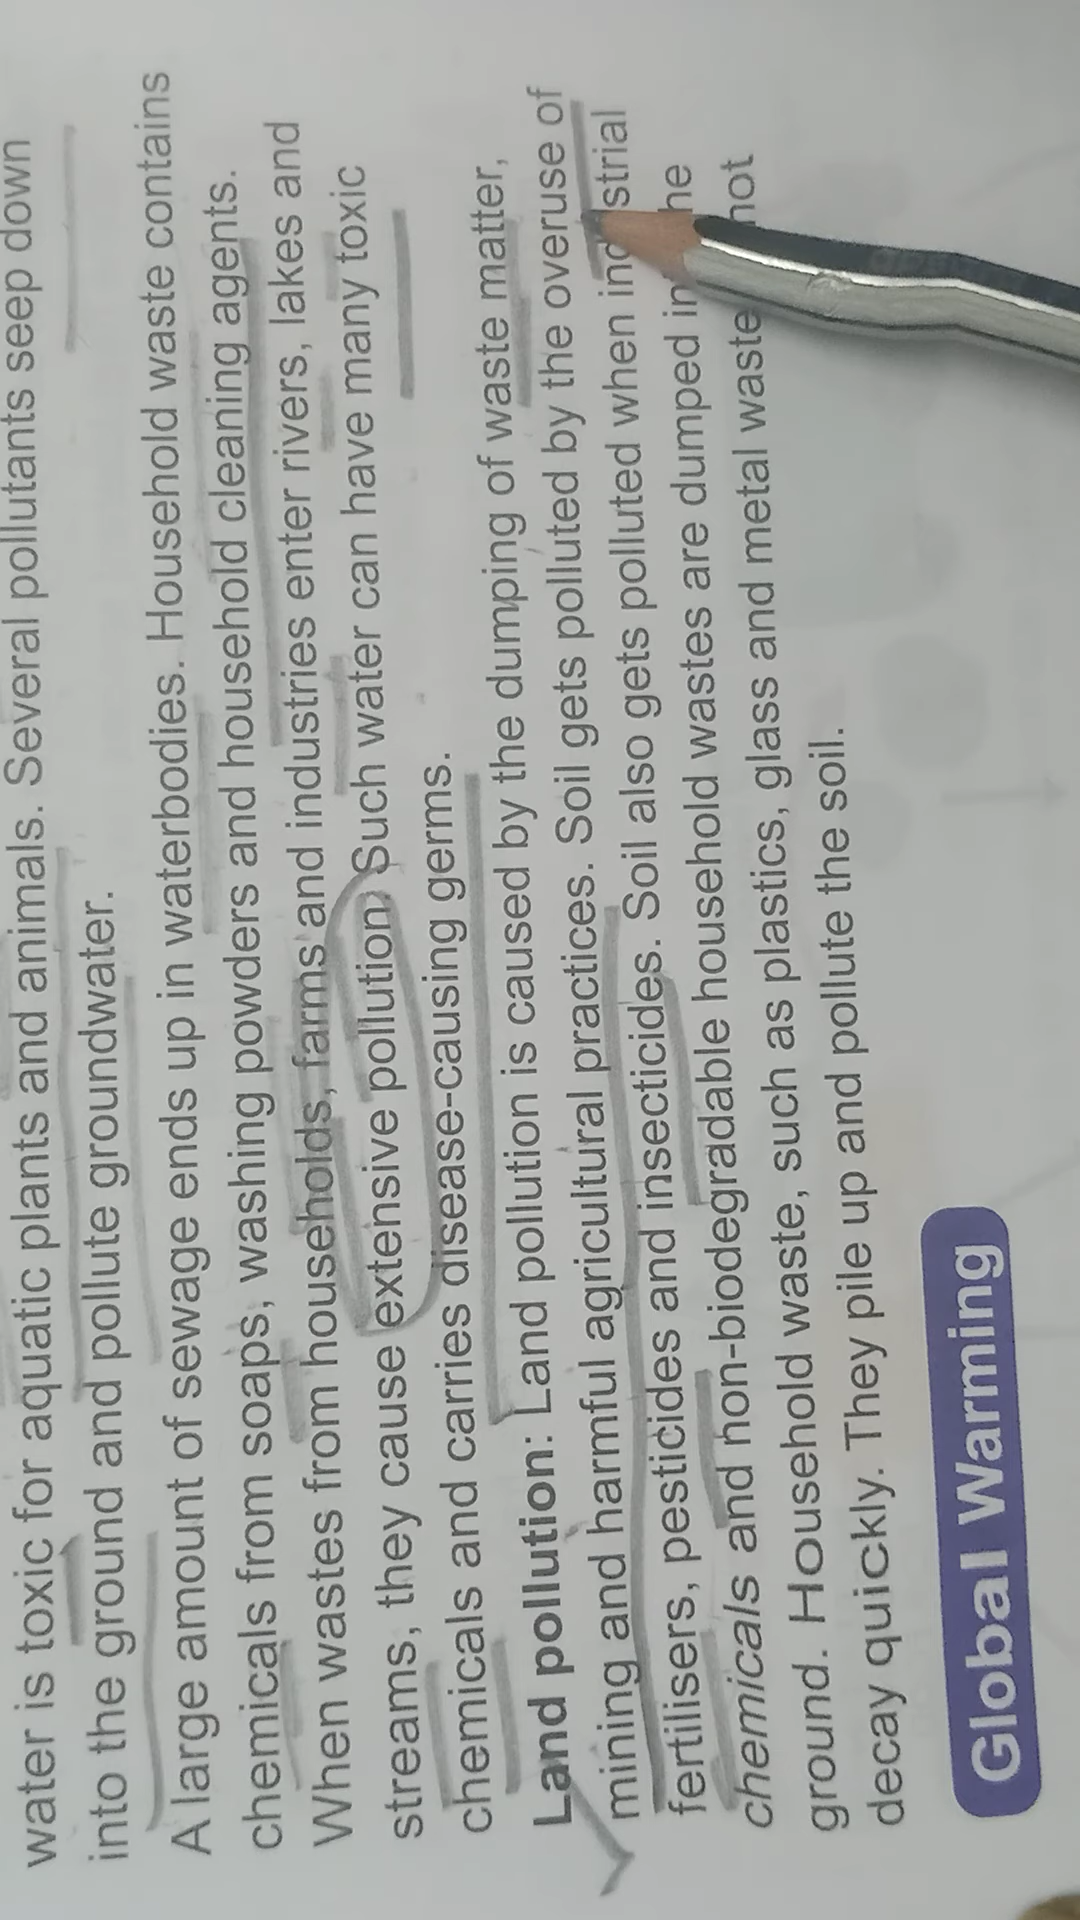 water is toxic for aquatic plants and animals. Several pollutants seep down
into the ground and pollute groundwater.
A large amount of sewage ends up in waterbodies. Household waste contains
chemicals from soaps, washing powders and household cleaning agents.
When wastes from households, farms and industries enter rivers, lakes and
streams, they cause extensive pollution. Such water can have many toxic
chemicals and carries disease-causing germs.
Land pollution: Land pollution is caused by the dumping of waste matter,
mining and harmful agricultural practices. Soil gets polluted by the overuse of
fertilisers, pesticides and insecticides. Soil also gets polluted when
chemicals and non-biodegradable household wastes are dumped in
ground. Household waste, such as plastics, glass and metal waste not
decay quickly. They pile up and pollute the soil.
Global Warming